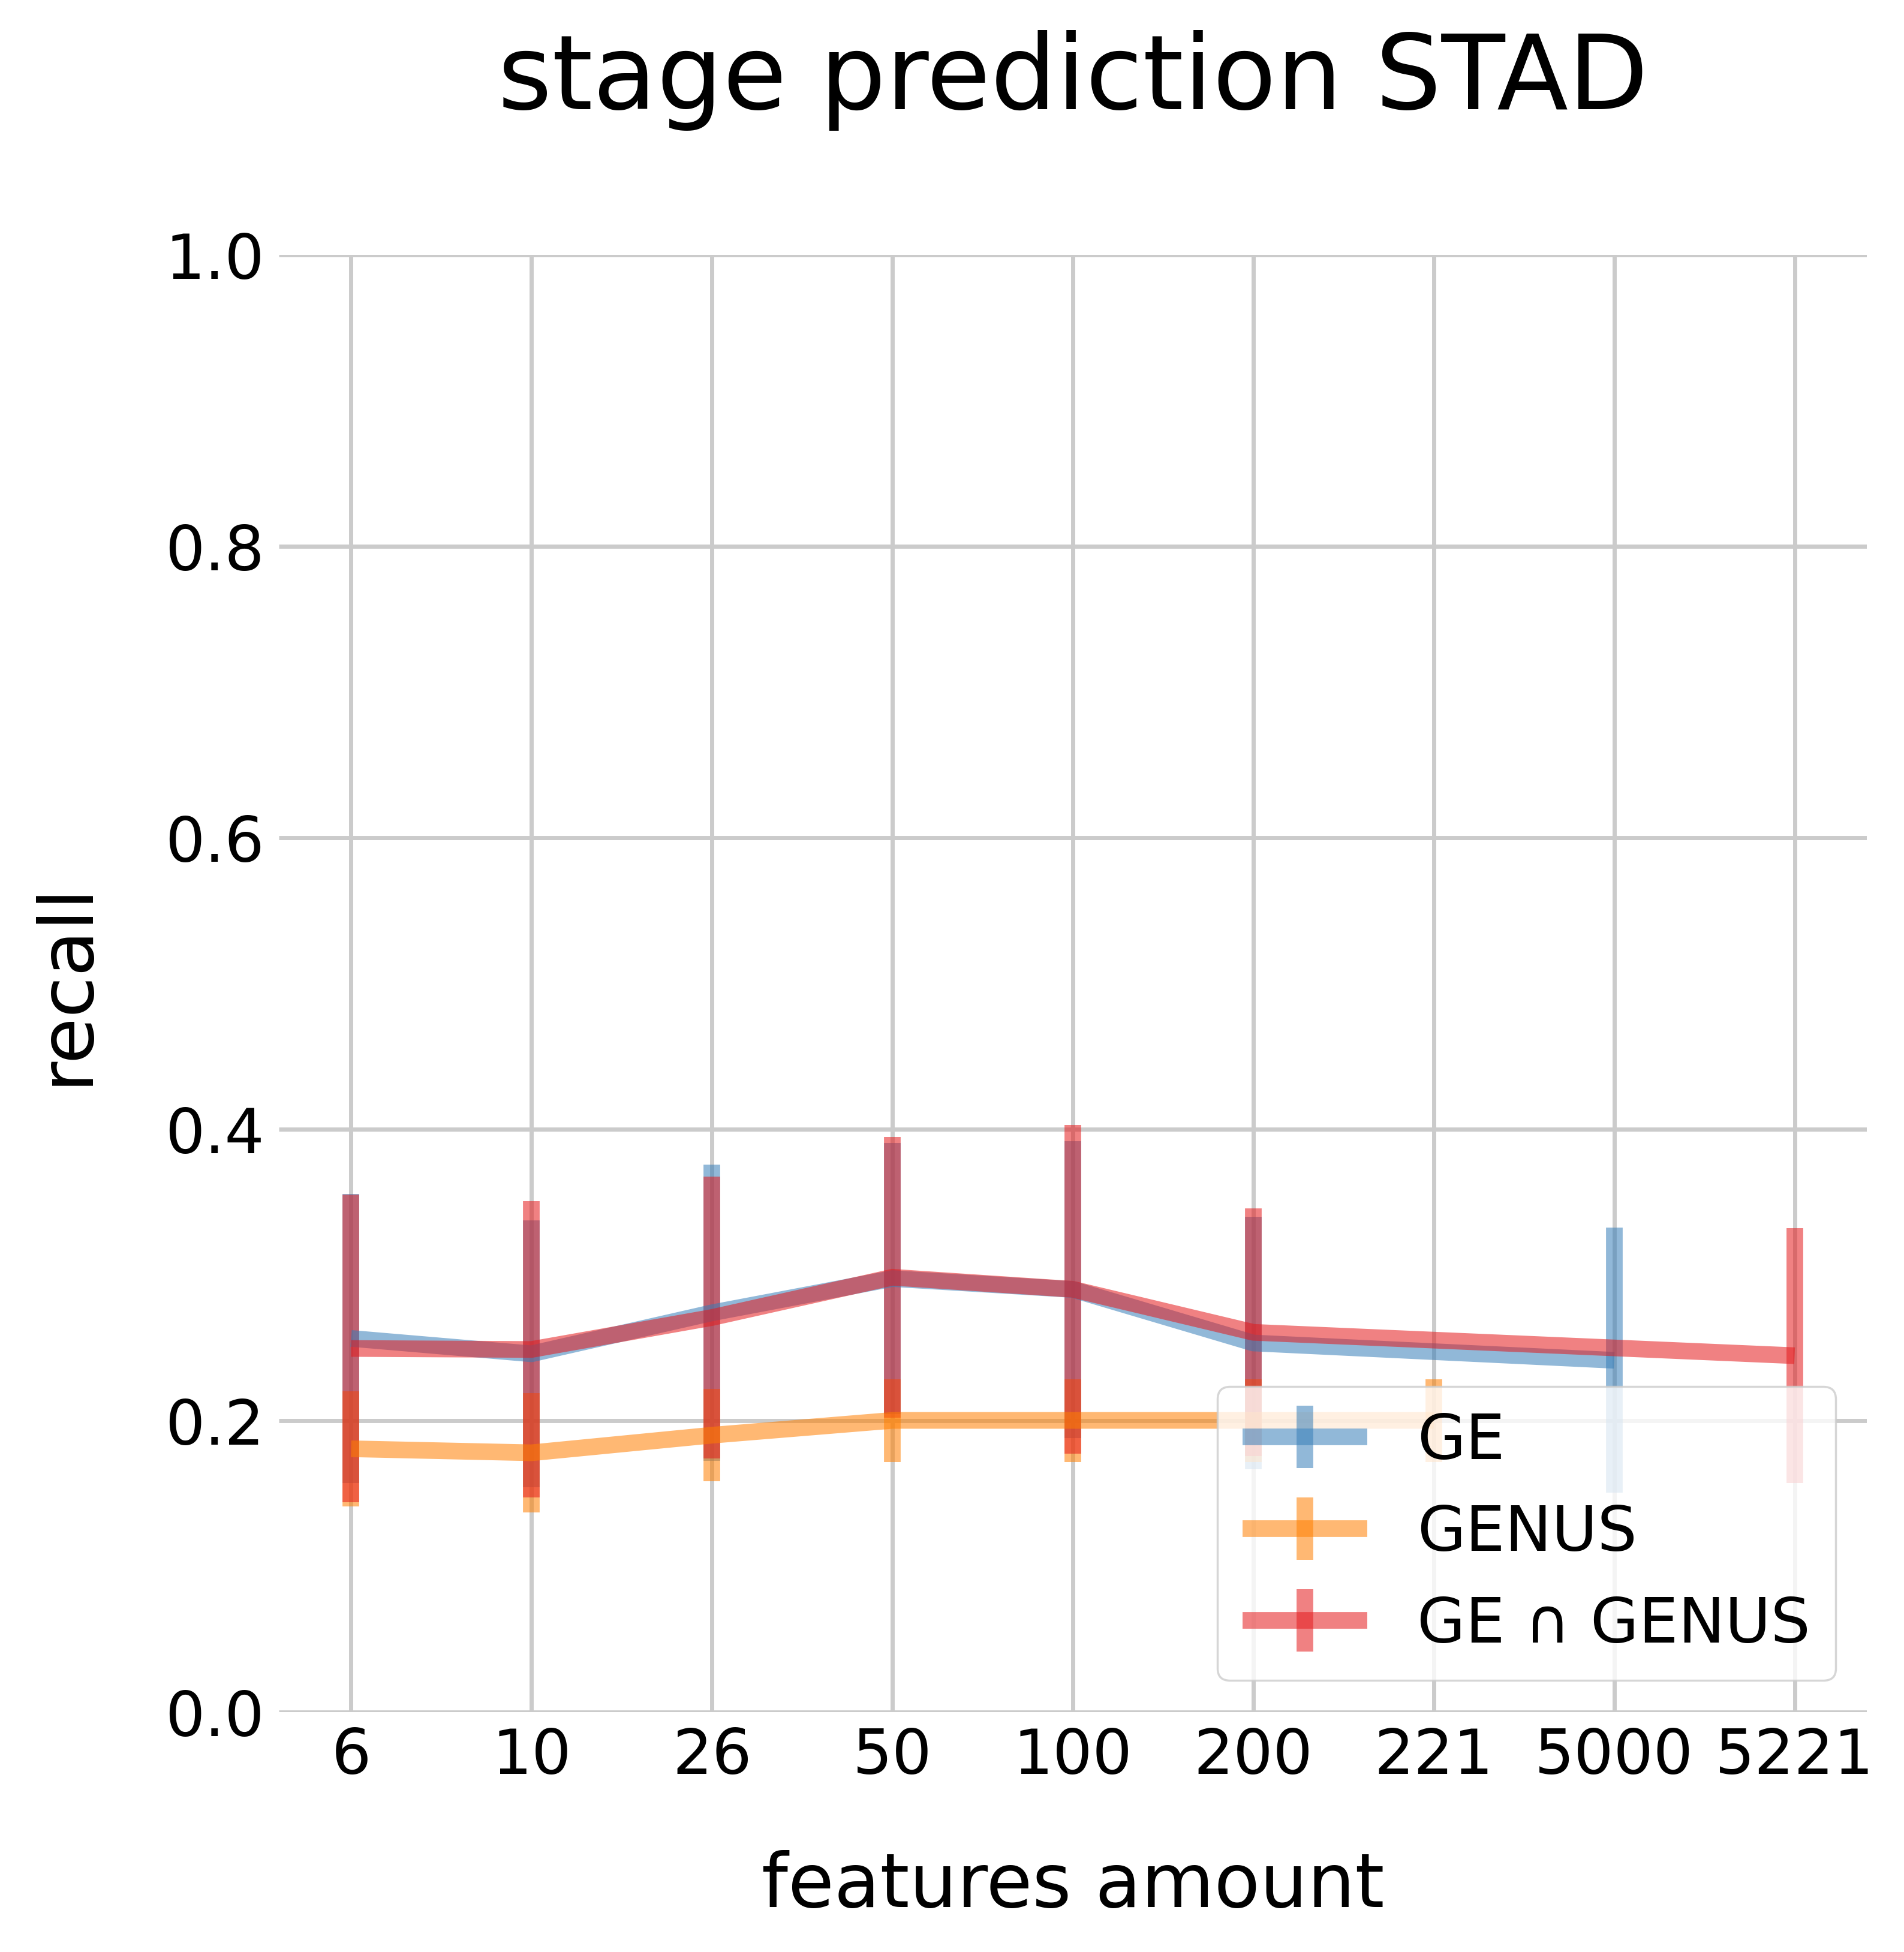 stage prediction STAD
1.0
0.8
0.6
0.4
0.2
0.0
recall
GE
GENUS
GE ∩ GENUS
6 10 26 50 100 200 221 5000 5221
features amount